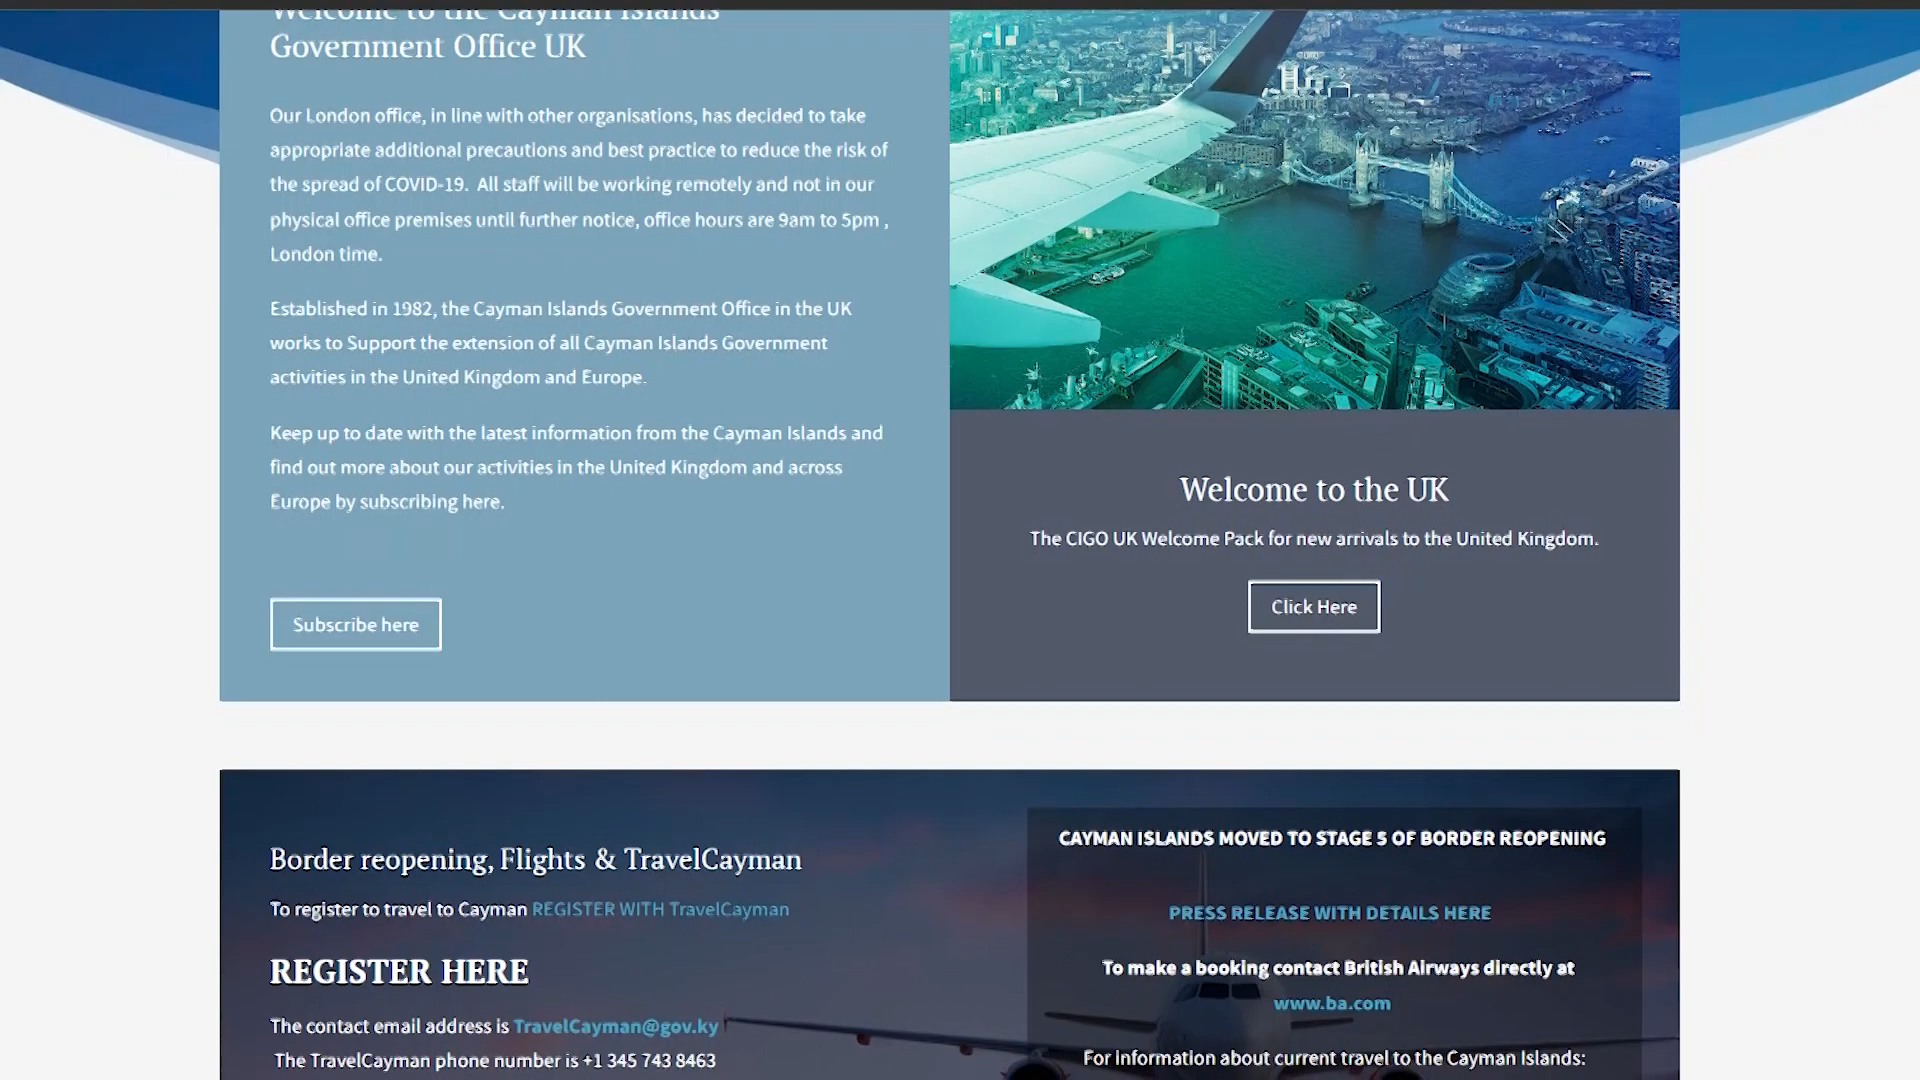 Welcome to the Cayman Islands
Government Office UK
Our London office, in line with other organisations, has decided to take
appropriate additional precautions and best practice to reduce the risk of
the spread of COVID-19.  All staff will be working remotely and not in our
physical office premises until further notice, office hours are 9am to 5pm ,
London time.
Established in 1982, the Cayman Islands Government Office in the UK
works to Support the extension of all Cayman Islands Government
activities in the United Kingdom and Europe.
Keep up to date with the latest information from the Cayman Islands and
find out more about our activities in the United Kingdom and across
Europe by subscribing here.
Subscribe here
Welcome to the UK
The CIGO UK Welcome Pack for new arrivals to the United Kingdom.
Click Here
Border reopening, Flights & TravelCayman
To register to travel to Cayman REGISTER WITH TravelCayman
REGISTER HERE
The contact email address is TravelCayman@gov.ky
The TravelCayman phone number is +1 345 743 8463
CAYMAN ISLANDS MOVED TO STAGE 5 OF BORDER REOPENING
PRESS RELEASE WITH DETAILS HERE
To make a booking contact British Airways directly at
www.ba.com
For information about current travel to the Cayman Islands: